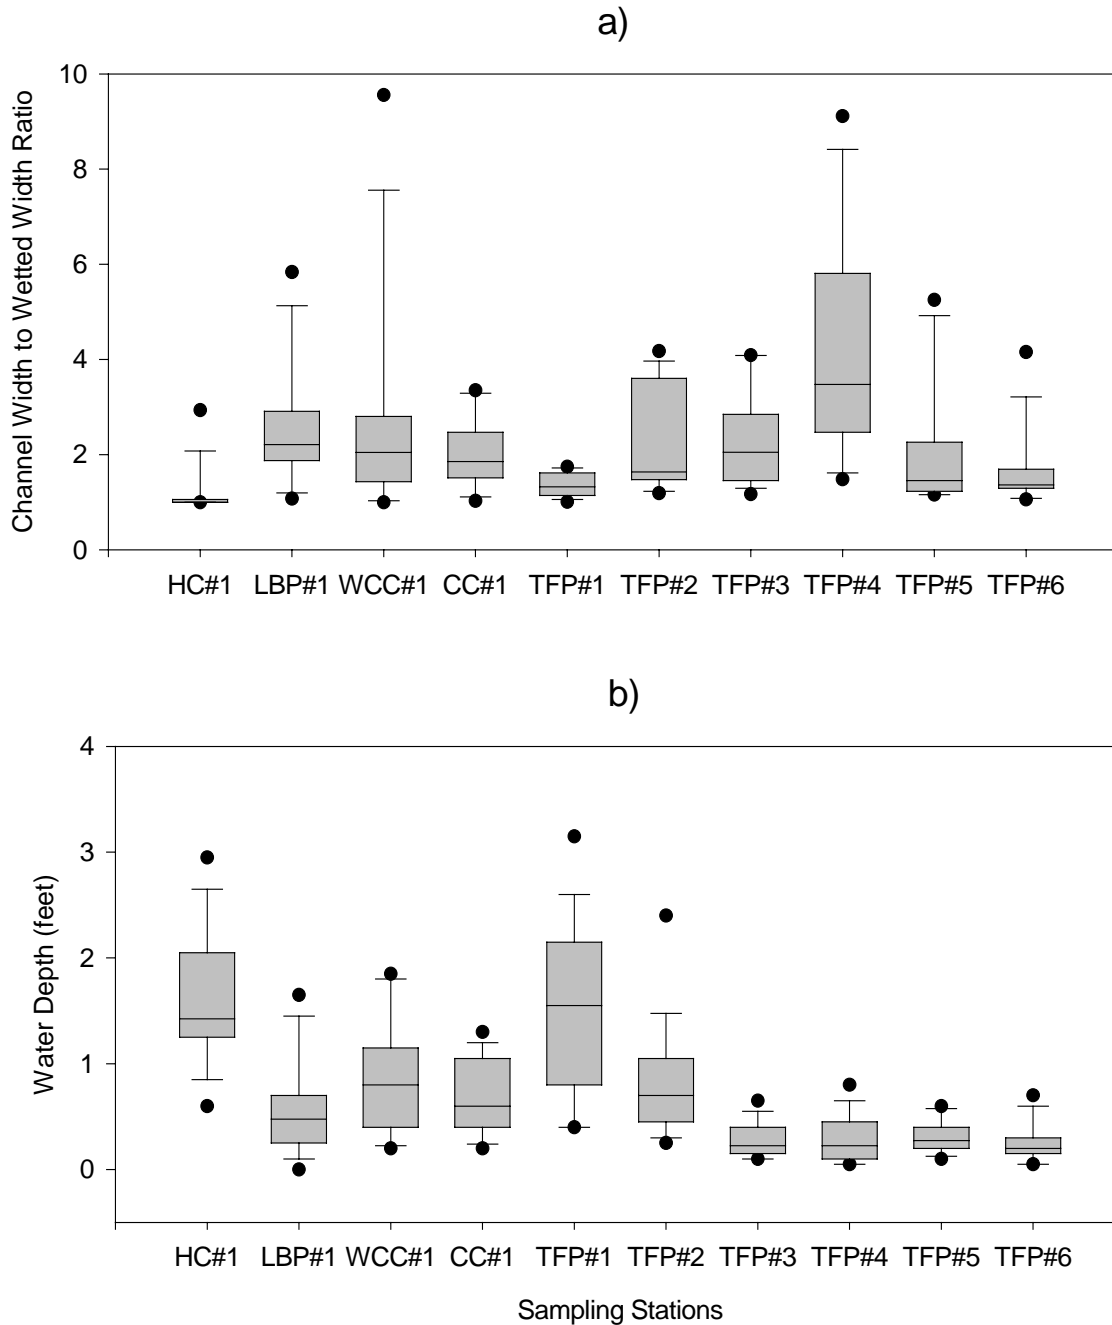 a)
Channel Width to Wetted Width Ratio
10
8
6
4
2
0
HC#1 LBP#1 WCC#1 CC#1 TFP#1 TFP#2 TFP#3 TFP#4 TFP#5 TFP#6
b)
Water Depth (feet)
4
3
2
1
0
HC#1 LBP#1 WCC#1 CC#1 TFP#1 TFP#2 TFP#3 TFP#4 TFP#5 TFP#6
Sampling Stations